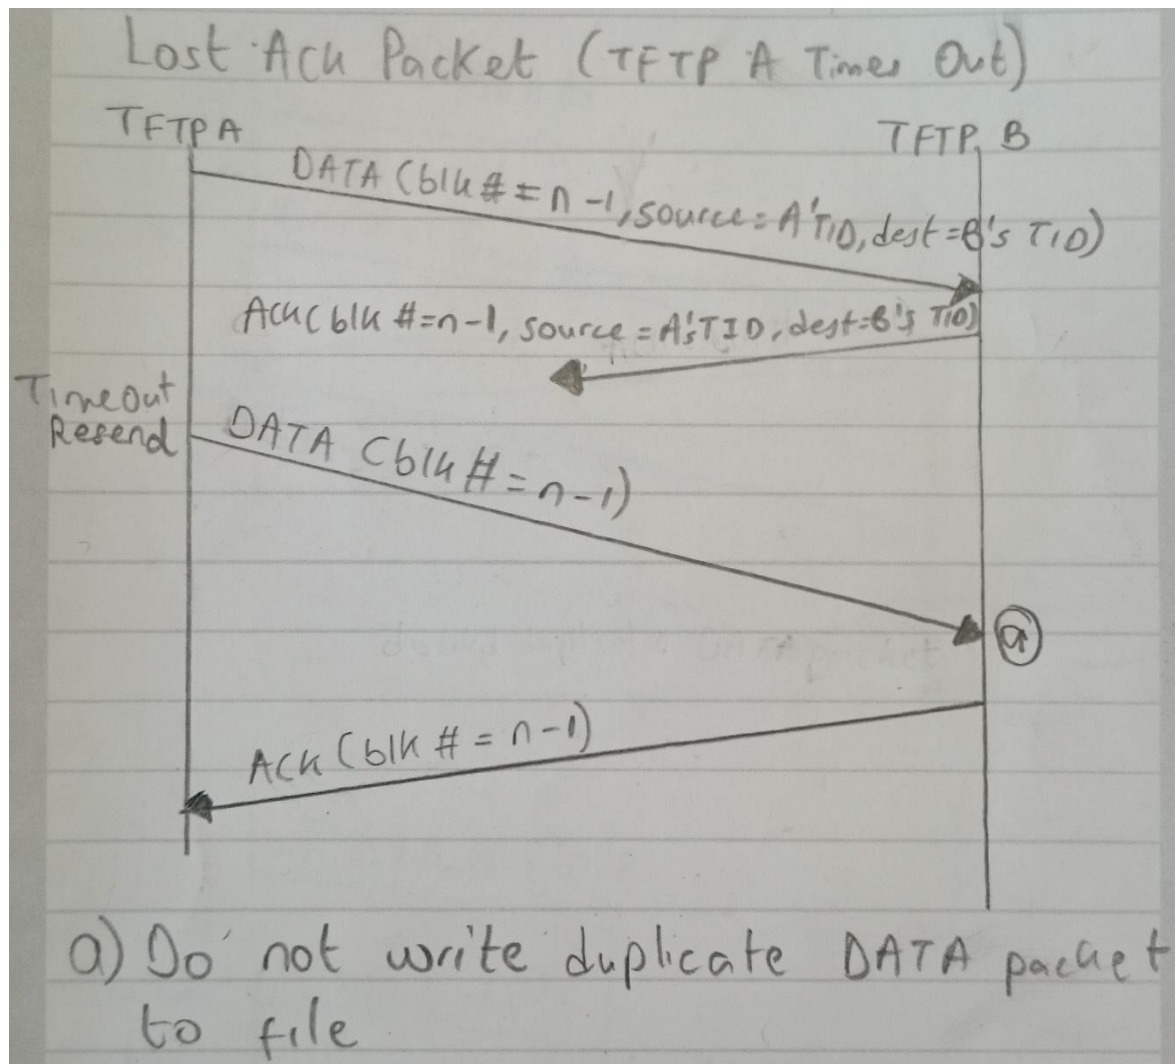 Lost Ack Packet (TFTP A Times Out)
TFTP A
TFTP B
DATA (blk # = n-1, source = A'TID, dest = B's TID)
Ack (blk #=n-1, source = A's TID, dest=B's TID)
Timeout
Resend
DATA (blk # = n-1)
a
ACK (blk # = n-1)
a) Do not write duplicate DATA packet
to file